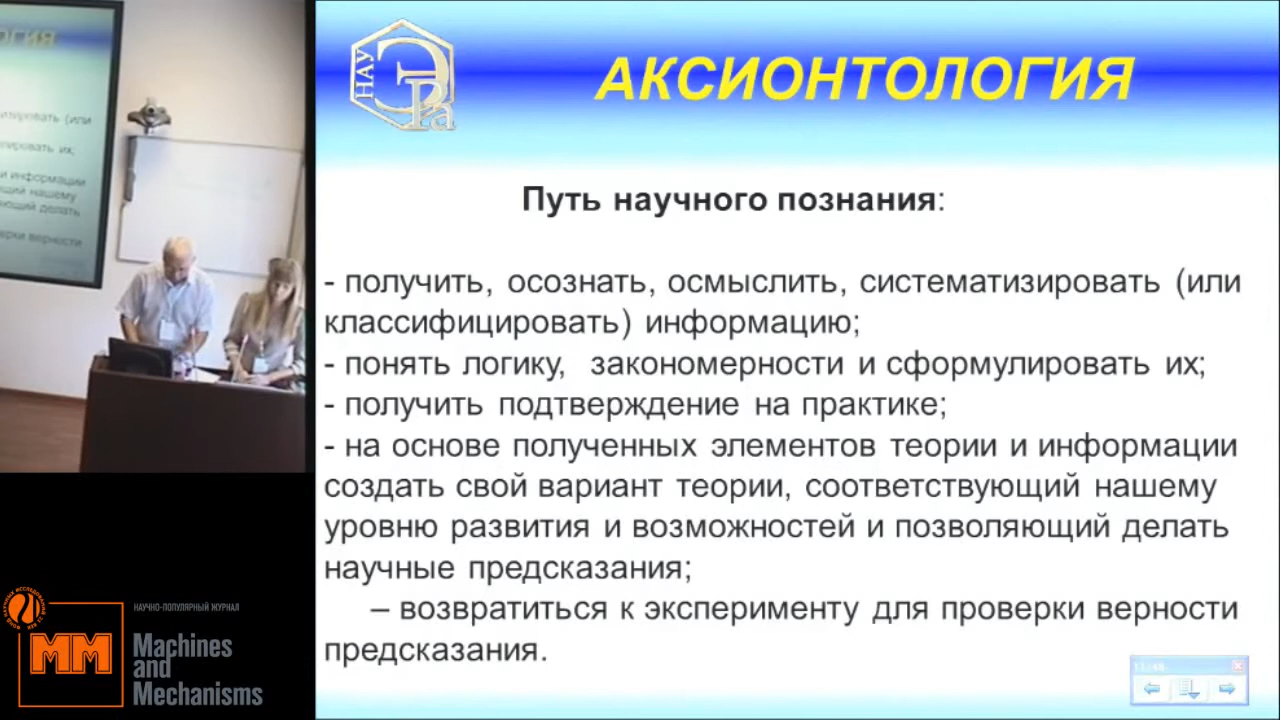 АКСИОНТОЛОГИЯ
НАУ
ЭРа
Путь научного познания:
- получить, осознать, осмыслить, систематизировать (или
классифицировать) информацию;
- понять логику, закономерности и сформулировать их;
- получить подтверждение на практике;
- на основе полученных элементов теории и информации
создать свой вариант теории, соответствующий нашему
уровню развития и возможностей и позволяющий делать
научные предсказания;
– возвратиться к эксперименту для проверки верности
предсказания.
НАУЧНО-ПОПУЛЯРНЫЙ ЖУРНАЛ
ММ
Machines
and
Mechanisms